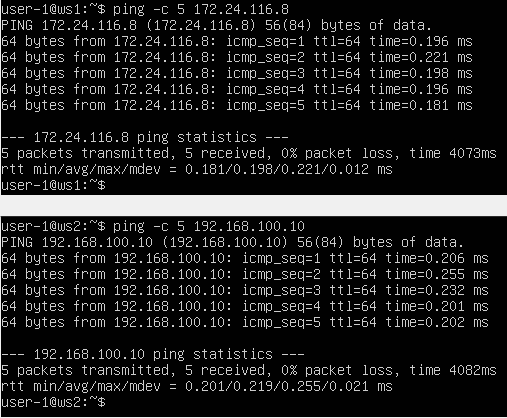 user-1@ws1:~$ ping -c 5 172.24.116.8
PING 172.24.116.8 (172.24.116.8) 56(84) bytes of data.
64 bytes from 172.24.116.8: icmp_seq=1 ttl=64 time=0.196 ms
64 bytes from 172.24.116.8: icmp_seq=2 ttl=64 time=0.221 ms
64 bytes from 172.24.116.8: icmp_seq=3 ttl=64 time=0.198 ms
64 bytes from 172.24.116.8: icmp_seq=4 ttl=64 time=0.196 ms
64 bytes from 172.24.116.8: icmp_seq=5 ttl=64 time=0.181 ms
--- 172.24.116.8 ping statistics ---
5 packets transmitted, 5 received, 0% packet loss, time 4073ms
rtt min/avg/max/mdev = 0.181/0.198/0.221/0.012 ms
user-1@ws1:~$
user-1@ws2:~$ ping -c 5 192.168.100.10
PING 192.168.100.10 (192.168.100.10) 56(84) bytes of data.
64 bytes from 192.168.100.10: icmp_seq=1 ttl=64 time=0.206 ms
64 bytes from 192.168.100.10: icmp_seq=2 ttl=64 time=0.255 ms
64 bytes from 192.168.100.10: icmp_seq=3 ttl=64 time=0.232 ms
64 bytes from 192.168.100.10: icmp_seq=4 ttl=64 time=0.201 ms
64 bytes from 192.168.100.10: icmp_seq=5 ttl=64 time=0.202 ms
--- 192.168.100.10 ping statistics ---
5 packets transmitted, 5 received, 0% packet loss, time 4082ms
rtt min/avg/max/mdev = 0.201/0.219/0.255/0.021 ms
user-1@ws2:~$